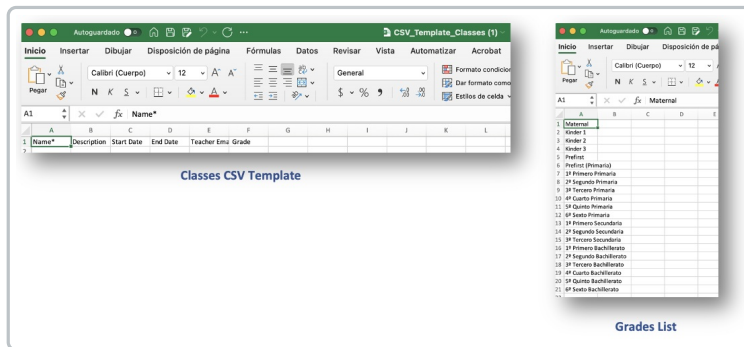 Autoguardado
CSV_Template_Classes (1)
Inicio Insertar Dibujar Disposición de página Fórmulas Datos Revisar Vista Automatizar Acrobat
Pegar
Calibri (Cuerpo) 12 A^ A˅
N K S A
General
$ % 9
Formato condicion
Dar formato como
Estilos de celda
A1 fx Name*
A B C D E F G H I J K L
1 Name* Description Start Date End Date Teacher Ema Grade
Classes CSV Template
Autoguardado
Inicio Insertar Dibujar Disposición de pá
Pegar
Calibri (Cuerpo) 12
N K S A
A1 fx Maternal
A B C D E
1 Maternal
2 Kinder 1
3 Kinder 2
4 Kinder 3
5 Prefirst
6 Prefirst (Primaria)
7 1º Primero Primaria
8 2º Segundo Primaria
9 3º Tercero Primaria
10 4º Cuarto Primaria
11 5º Quinto Primaria
12 6º Sexto Primaria
13 1º Primero Secundaria
14 2º Segundo Secundaria
15 3º Tercero Secundaria
16 1º Primero Bachillerato
17 2º Segundo Bachillerato
18 3º Tercero Bachillerato
19 4º Cuarto Bachillerato
20 5º Quinto Bachillerato
21 6º Sexto Bachillerato
Grades List